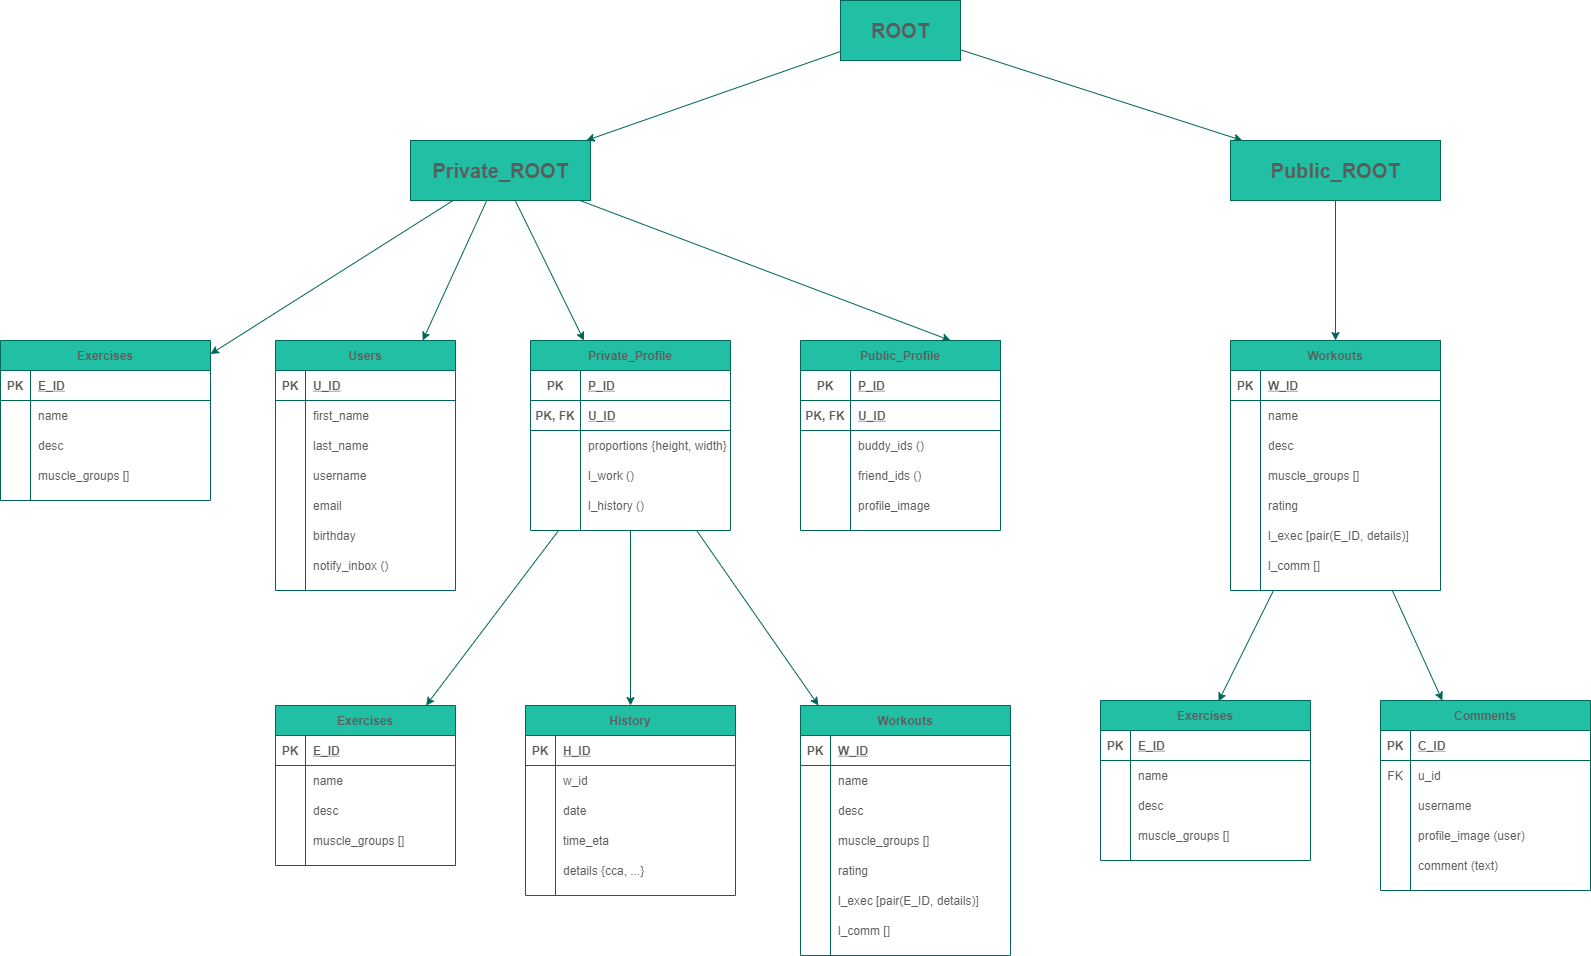 ROOT
Private_ROOT
Public_ROOT
Exercises
PK E_ID
name
desc
muscle_groups []
Users
PK U_ID
first_name
last_name
username
email
birthday
notify_inbox ()
Private_Profile
PK P_ID
PK, FK U_ID
proportions {height, width}
l_work ()
l_history ()
Public_Profile
PK P_ID
PK, FK U_ID
buddy_ids ()
friend_ids ()
profile_image
Workouts
PK W_ID
name
desc
muscle_groups []
rating
l_exec [pair(E_ID, details)]
l_comm []
Exercises
PK E_ID
name
desc
muscle_groups []
History
PK H_ID
w_id
date
time_eta
details {cca, ...}
Workouts
PK W_ID
name
desc
muscle_groups []
rating
l_exec [pair(E_ID, details)]
l_comm []
Exercises
PK E_ID
name
desc
muscle_groups []
Comments
PK C_ID
FK u_id
username
profile_image (user)
comment (text)